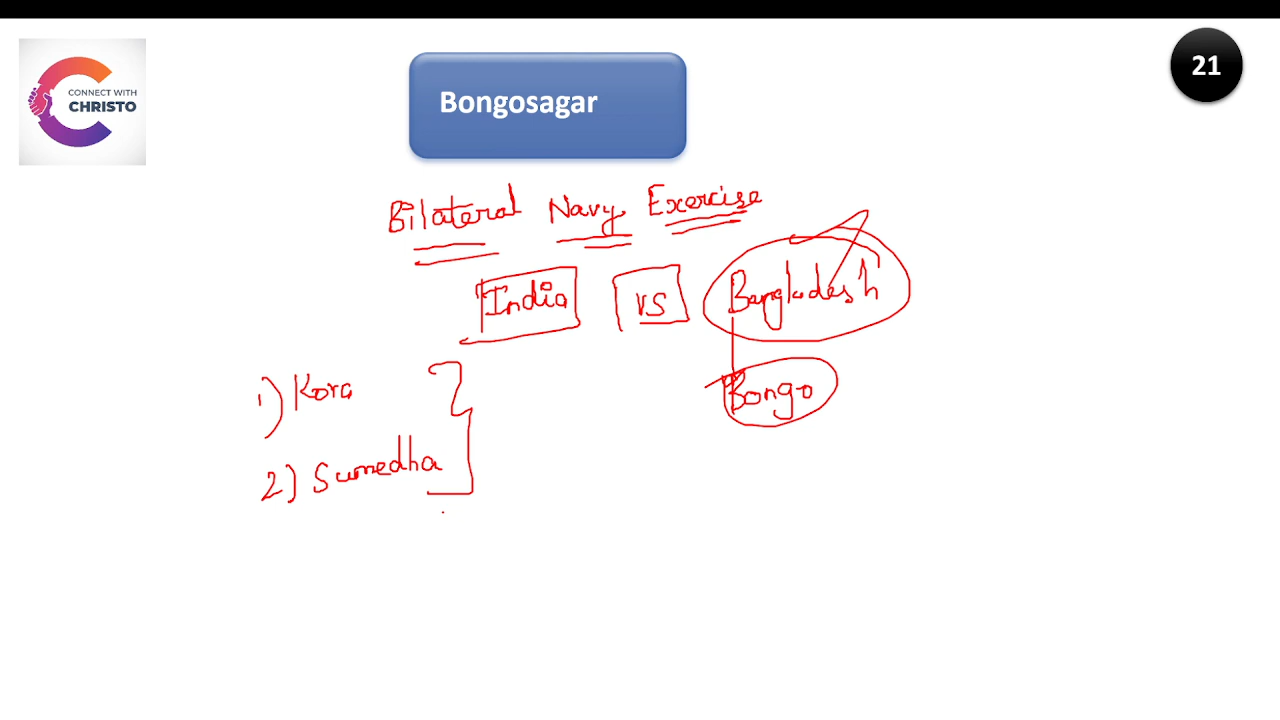 CONNECT WITH
CHRISTO
Bongosagar
21
Bilateral Navy Exercise
India VS Bangladesh
Bongo
1) Kora
2) Sumedha